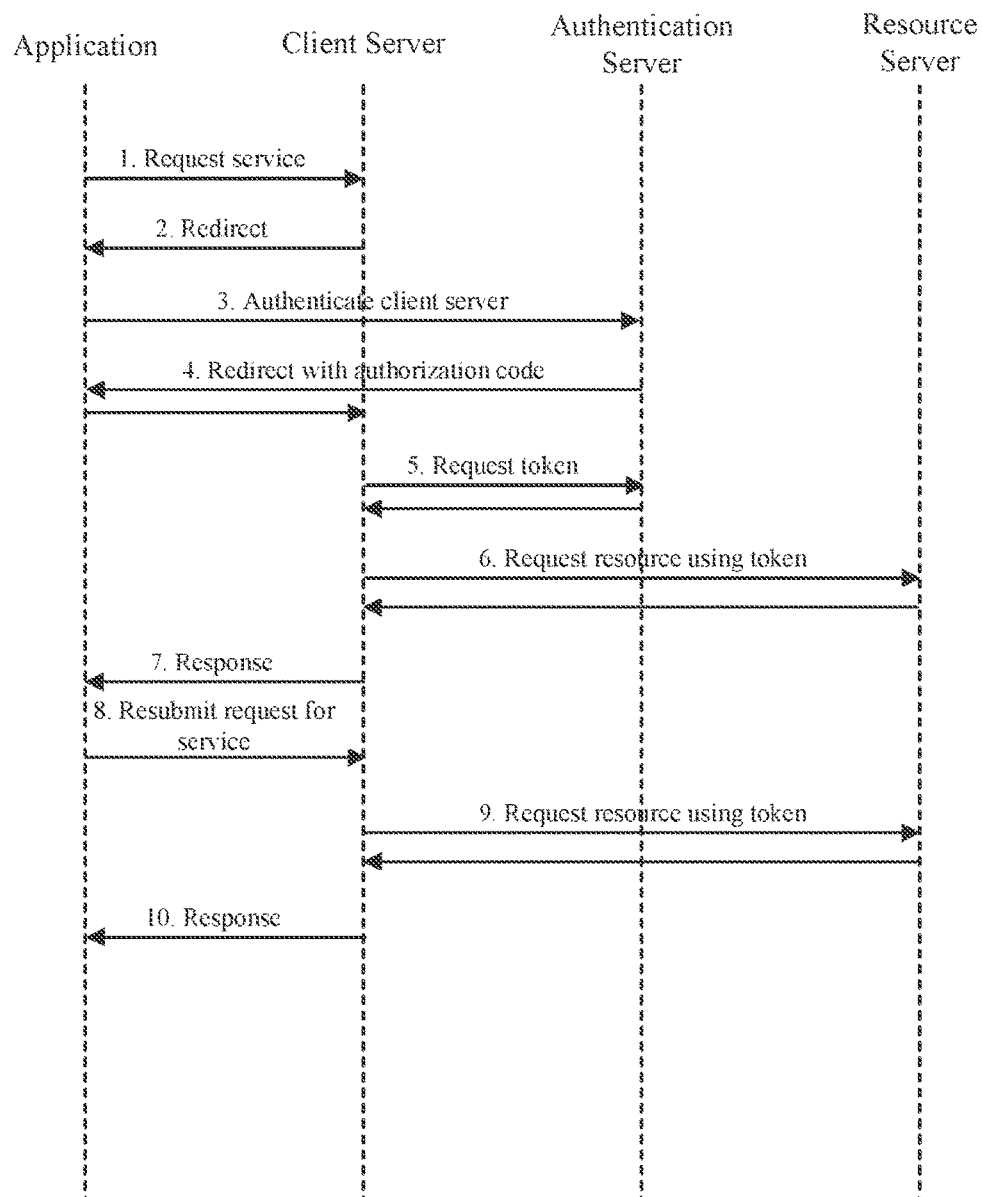 Application
Client Server
Authentication
Server
Resource
Server
1. Request service
2. Redirect
3. Authenticate client server
4. Redirect with authorization code
5. Request token
6. Request resource using token
7. Response
8. Resubmit request for
service
9. Request resource using token
10. Response